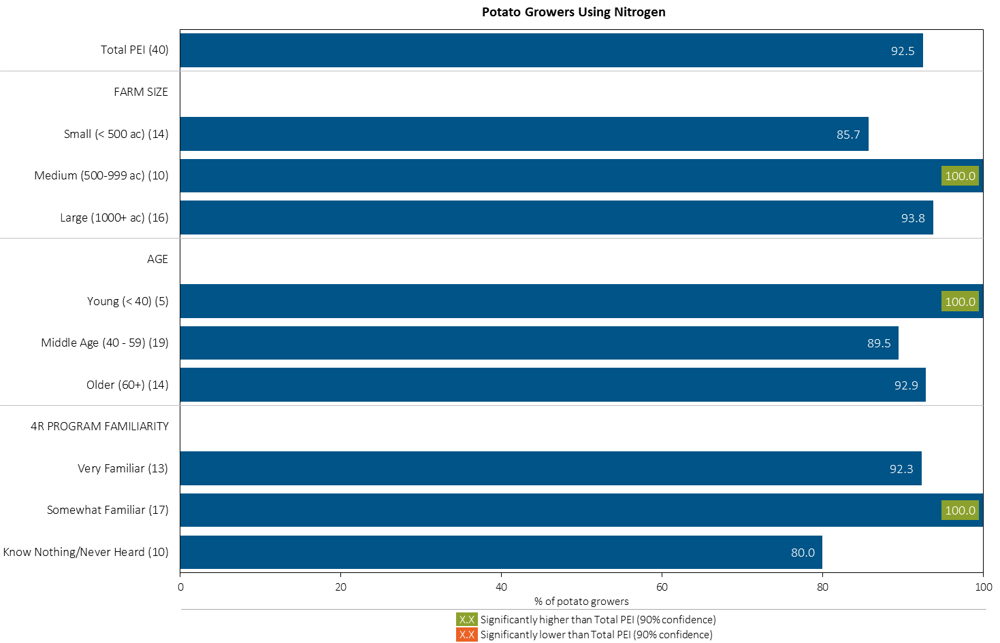 Potato Growers Using Nitrogen
Total PEI (40)
92.5
FARM SIZE
Small (< 500 ac) (14)
85.7
Medium (500-999 ac) (10)
100.0
Large (1000+ ac) (16)
93.8
AGE
Young (< 40) (5)
100.0
Middle Age (40 - 59) (19)
89.5
Older (60+) (14)
92.9
4R PROGRAM FAMILIARITY
Very Familiar (13)
92.3
Somewhat Familiar (17)
100.0
Know Nothing/Never Heard (10)
80.0
0 20 40 60 80 100
% of potato growers
X.X Significantly higher than Total PEI (90% confidence)
X.X Significantly lower than Total PEI (90% confidence)